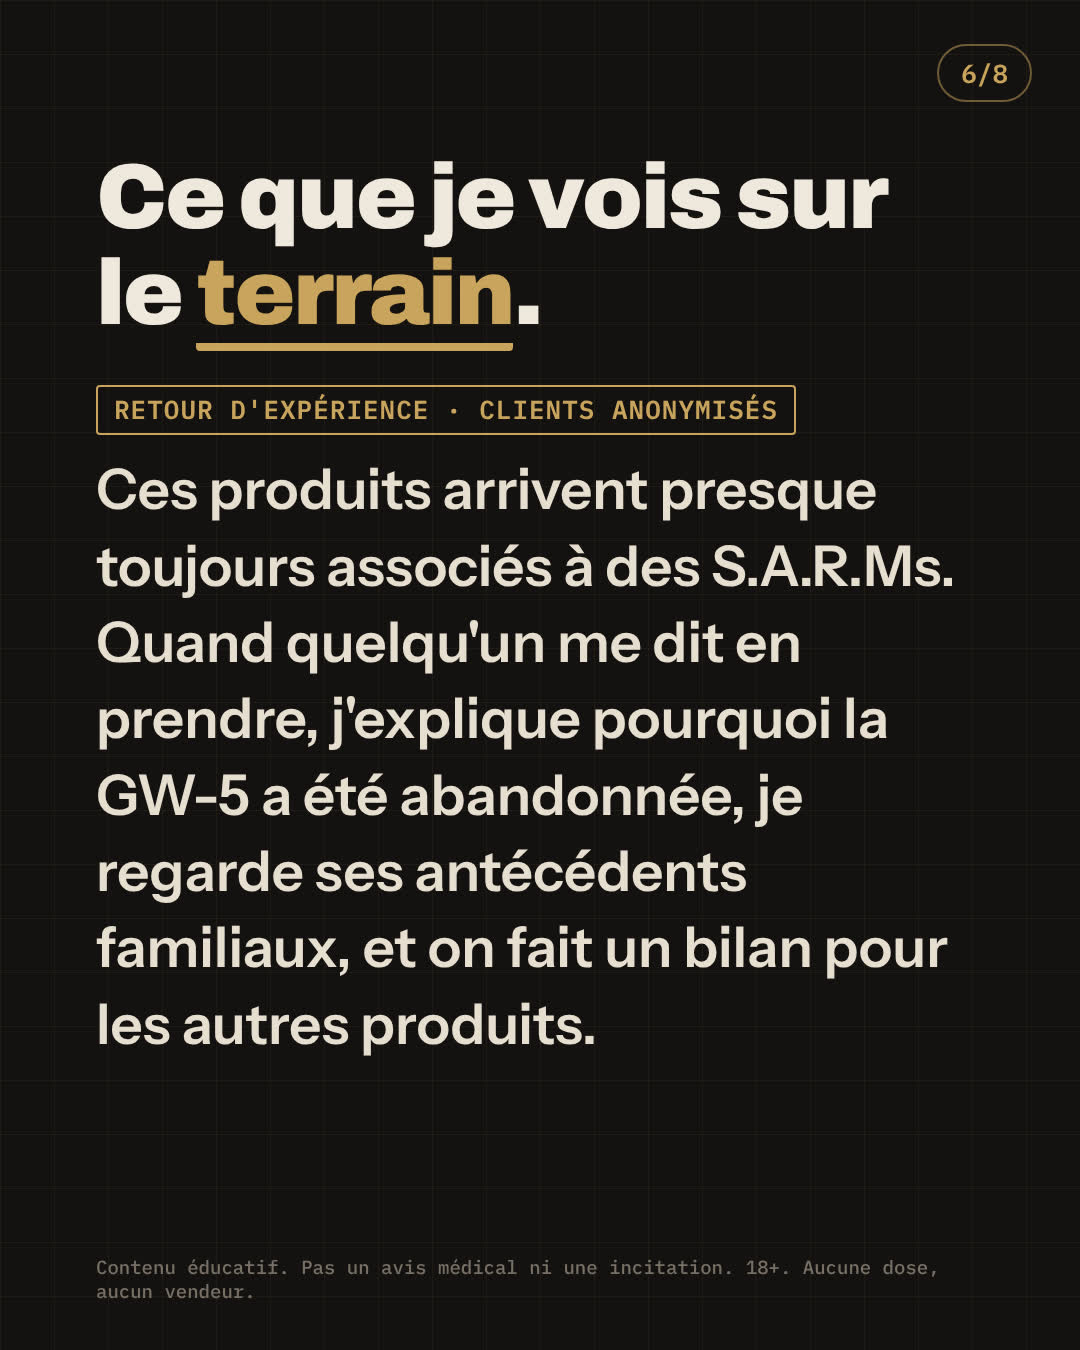 6/8
Ce que je vois sur
le terrain.
RETOUR D'EXPÉRIENCE · CLIENTS ANONYMISÉS
Ces produits arrivent presque
toujours associés à des S.A.R.Ms.
Quand quelqu'un me dit en
prendre, j'explique pourquoi la
GW-5 a été abandonnée, je
regarde ses antécédents
familiaux, et on fait un bilan pour
les autres produits.
Contenu éducatif. Pas un avis médical ni une incitation. 18+. Aucune dose,
aucun vendeur.